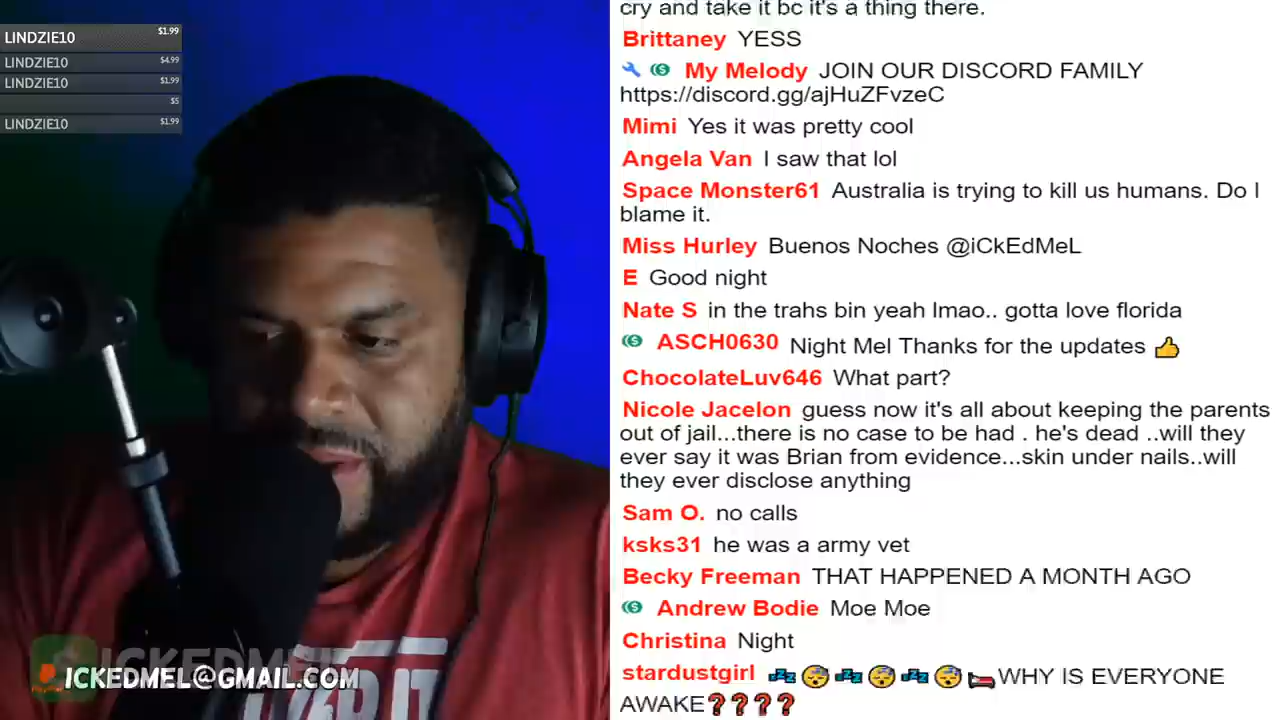 LINDZIE10 $1.99
LINDZIE10 $4.99
LINDZIE10 $1.99
$5
LINDZIE10 $1.99
ICKEDMEL@GMAIL.COM
cry and take it bc it's a thing there.
Brittaney YESS
My Melody JOIN OUR DISCORD FAMILY
https://discord.gg/ajHuZFvzeC
Mimi Yes it was pretty cool
Angela Van I saw that lol
Space Monster61 Australia is trying to kill us humans. Do I
blame it.
Miss Hurley Buenos Noches @iCkEdMeL
E Good night
Nate S in the trahs bin yeah lmao.. gotta love florida
ASCH0630 Night Mel Thanks for the updates 👍
ChocolateLuv646 What part?
Nicole Jacelon guess now it's all about keeping the parents
out of jail...there is no case to be had . he's dead ..will they
ever say it was Brian from evidence...skin under nails..will
they ever disclose anything
Sam O. no calls
ksks31 he was a army vet
Becky Freeman THAT HAPPENED A MONTH AGO
Andrew Bodie Moe Moe
Christina Night
stardustgirl 💤😴💤😴💤😴🛌WHY IS EVERYONE
AWAKE❓❓❓❓